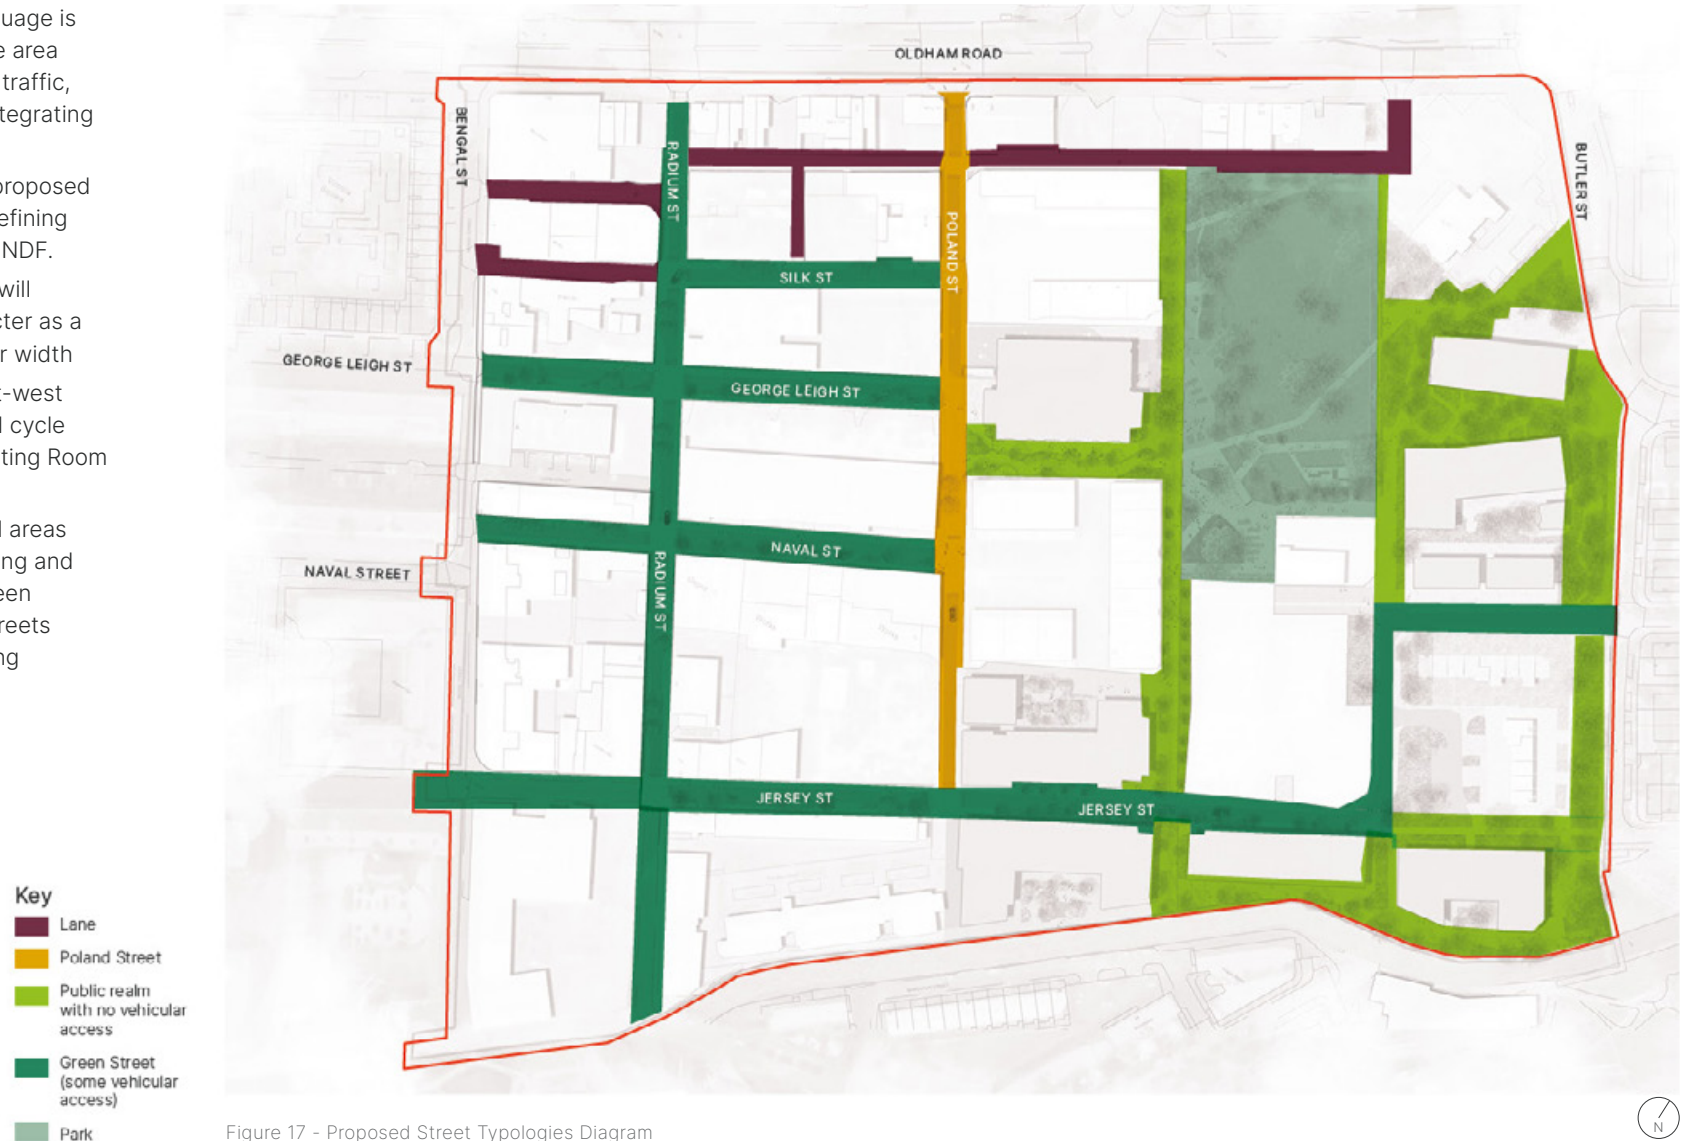 uage is
e area
traffic,
tegrating
proposed
efining
NDF.
will
cter as a
r width
t-west
d cycle
ting Room
d areas
ng and
een
reets
ng
OLDHAM ROAD
BENGAL ST
RADIUM ST
POLAND ST
BUTLER ST
SILK ST
GEORGE LEIGH ST
GEORGE LEIGH ST
NAVAL ST
NAVAL STREET
RADIUM ST
JERSEY ST
JERSEY ST
Key
Lane
Poland Street
Public realm
with no vehicular
access
Green Street
(some vehicular
access)
Park
Figure 17 - Proposed Street Typologies Diagram
N